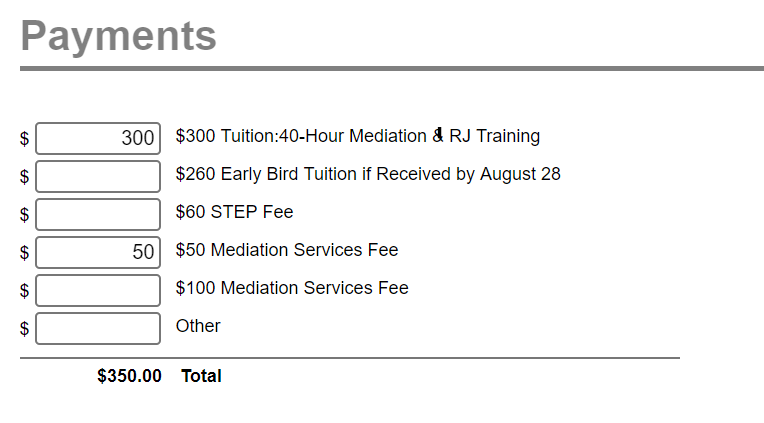 Payments
$ 300 $300 Tuition:40-Hour Mediation & RJ Training
$ $260 Early Bird Tuition if Received by August 28
$ $60 STEP Fee
$ 50 $50 Mediation Services Fee
$ $100 Mediation Services Fee
$ Other
$350.00 Total